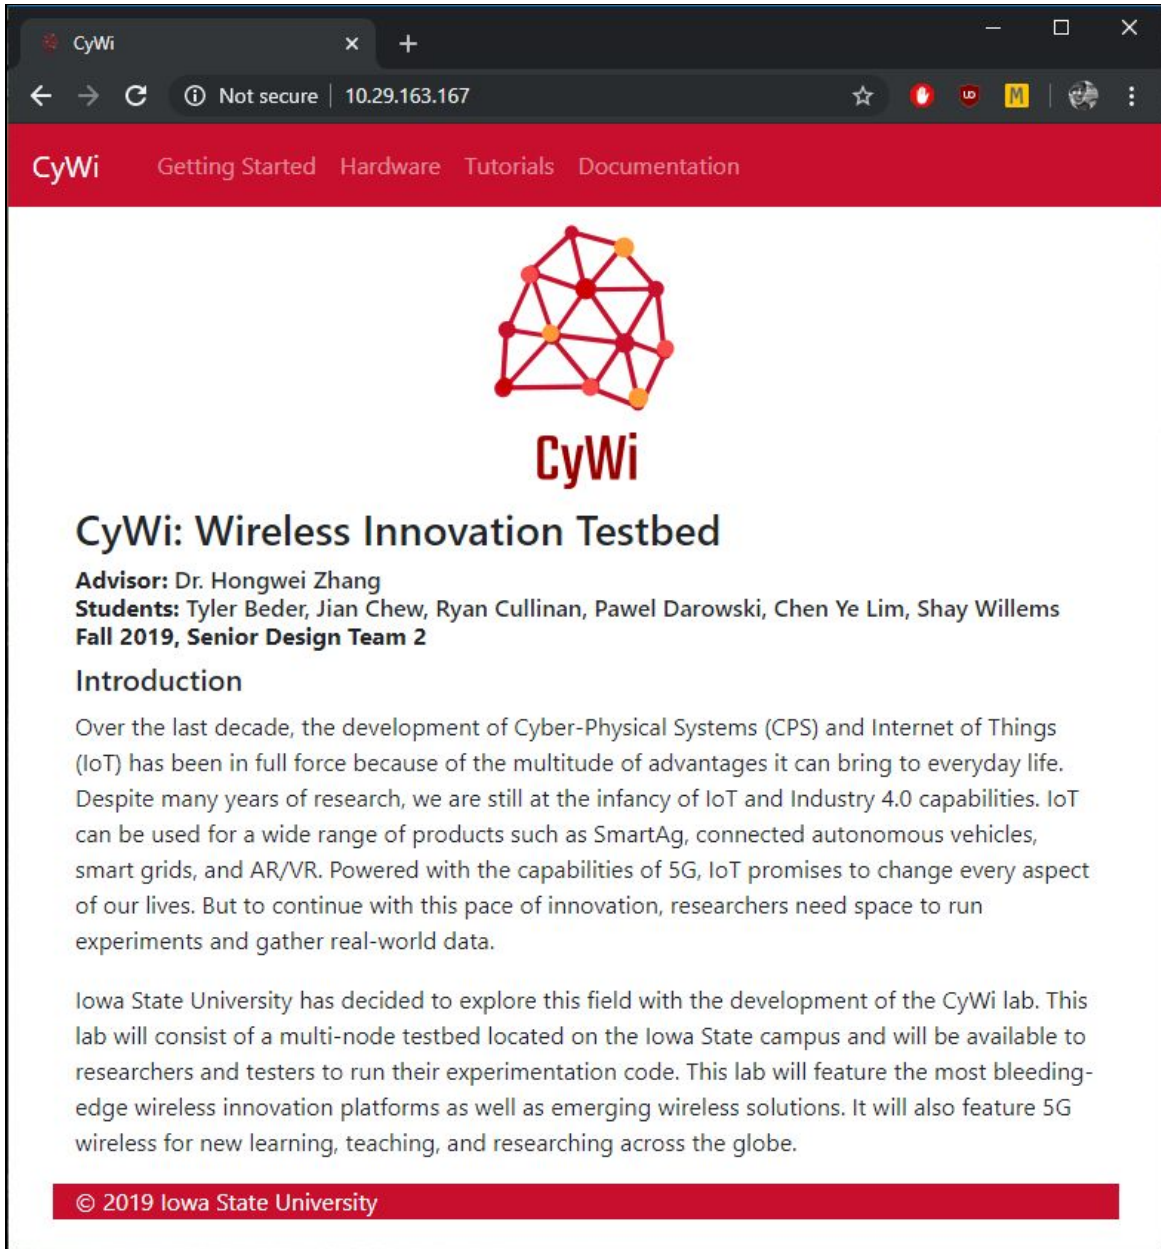 CyWi
Not secure 10.29.163.167
UD
M
CyWi Getting Started Hardware Tutorials Documentation
CyWi
CyWi: Wireless Innovation Testbed
Advisor: Dr. Hongwei Zhang
Students: Tyler Beder, Jian Chew, Ryan Cullinan, Pawel Darowski, Chen Ye Lim, Shay Willems
Fall 2019, Senior Design Team 2
Introduction
Over the last decade, the development of Cyber-Physical Systems (CPS) and Internet of Things
(IoT) has been in full force because of the multitude of advantages it can bring to everyday life.
Despite many years of research, we are still at the infancy of IoT and Industry 4.0 capabilities. IoT
can be used for a wide range of products such as SmartAg, connected autonomous vehicles,
smart grids, and AR/VR. Powered with the capabilities of 5G, IoT promises to change every aspect
of our lives. But to continue with this pace of innovation, researchers need space to run
experiments and gather real-world data.
Iowa State University has decided to explore this field with the development of the CyWi lab. This
lab will consist of a multi-node testbed located on the Iowa State campus and will be available to
researchers and testers to run their experimentation code. This lab will feature the most bleeding-
edge wireless innovation platforms as well as emerging wireless solutions. It will also feature 5G
wireless for new learning, teaching, and researching across the globe.
© 2019 Iowa State University